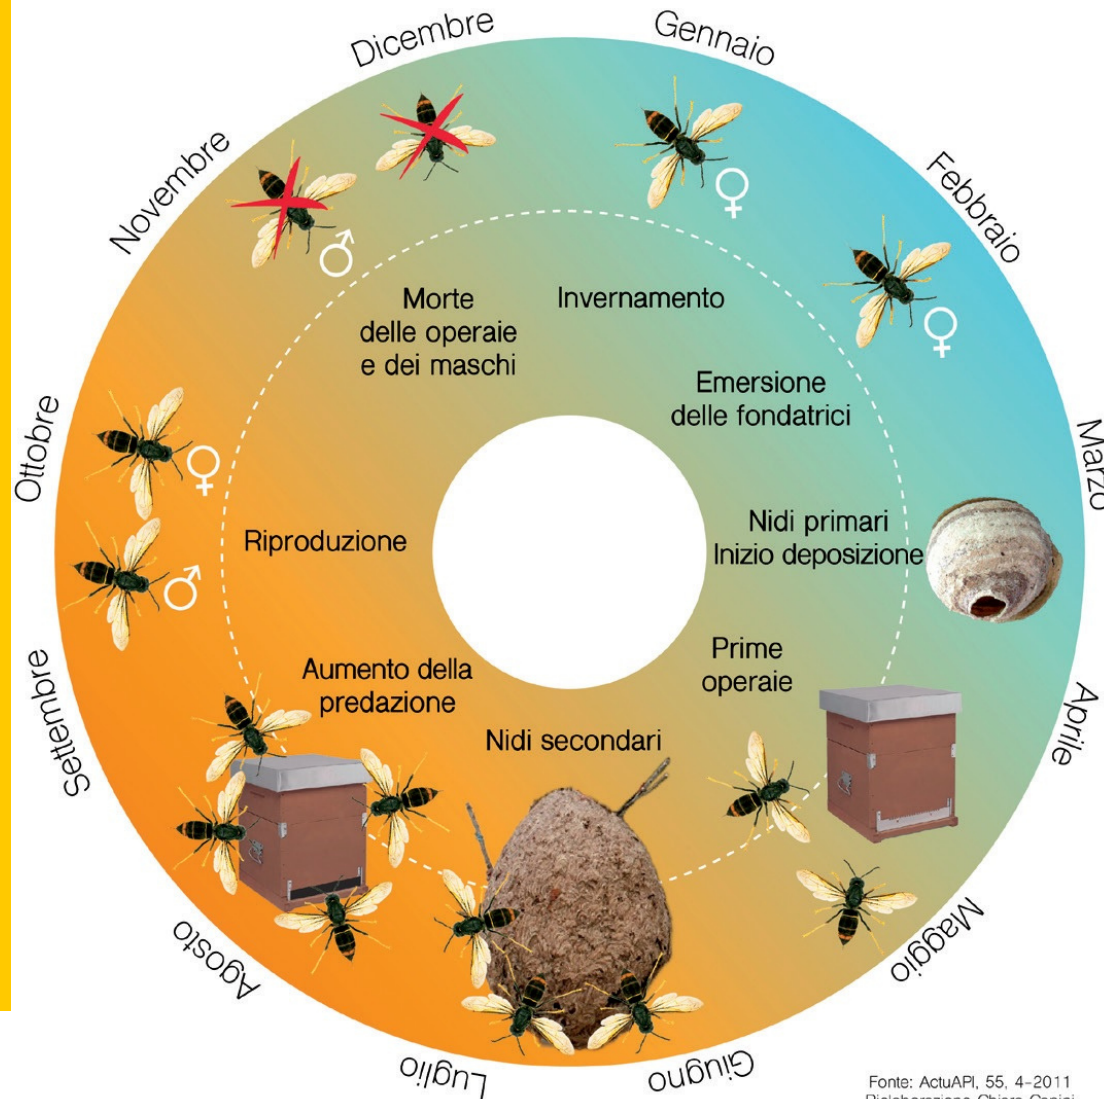 Dicembre
Gennaio
Novembre
Febbraio
Morte
delle operaie
e dei maschi
Invernamento
Emersione
delle fondatrici
Ottobre
Marzo
Riproduzione
Nidi primari
Inizio deposizione
Prime
operaie
Aumento della
predazione
Nidi secondari
Settembre
Aprile
Agosto
Maggio
Luglio
Giugno
Fonte: ActuAPI, 55, 4-2011